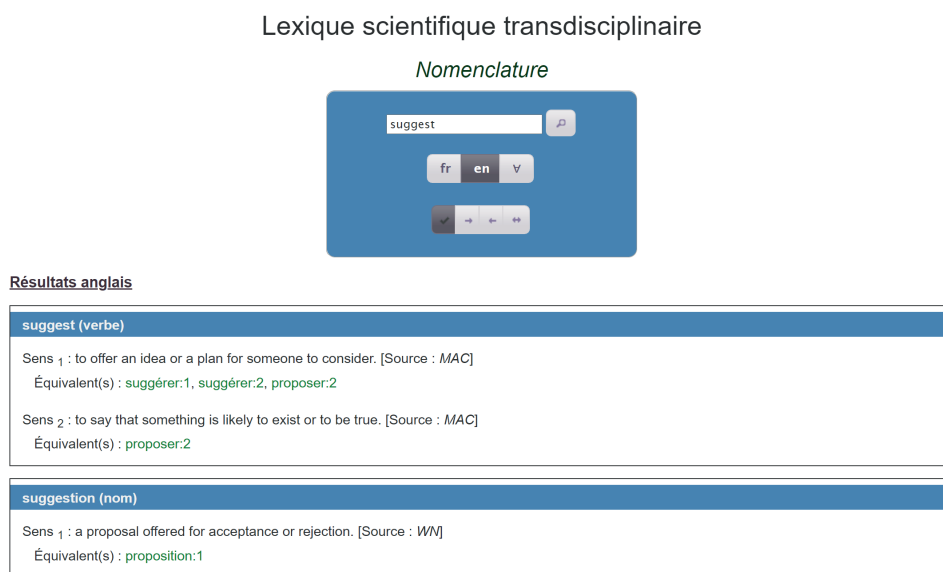 Lexique scientifique transdisciplinaire
Nomenclature
suggest
fr en ∀
✔ → ← ⇔
Résultats anglais
suggest (verbe)
Sens 1 : to offer an idea or a plan for someone to consider. [Source : MAC]
Équivalent(s) : suggérer:1, suggérer:2, proposer:2
Sens 2 : to say that something is likely to exist or to be true. [Source : MAC]
Équivalent(s) : proposer:2
suggestion (nom)
Sens 1 : a proposal offered for acceptance or rejection. [Source : WN]
Équivalent(s) : proposition:1